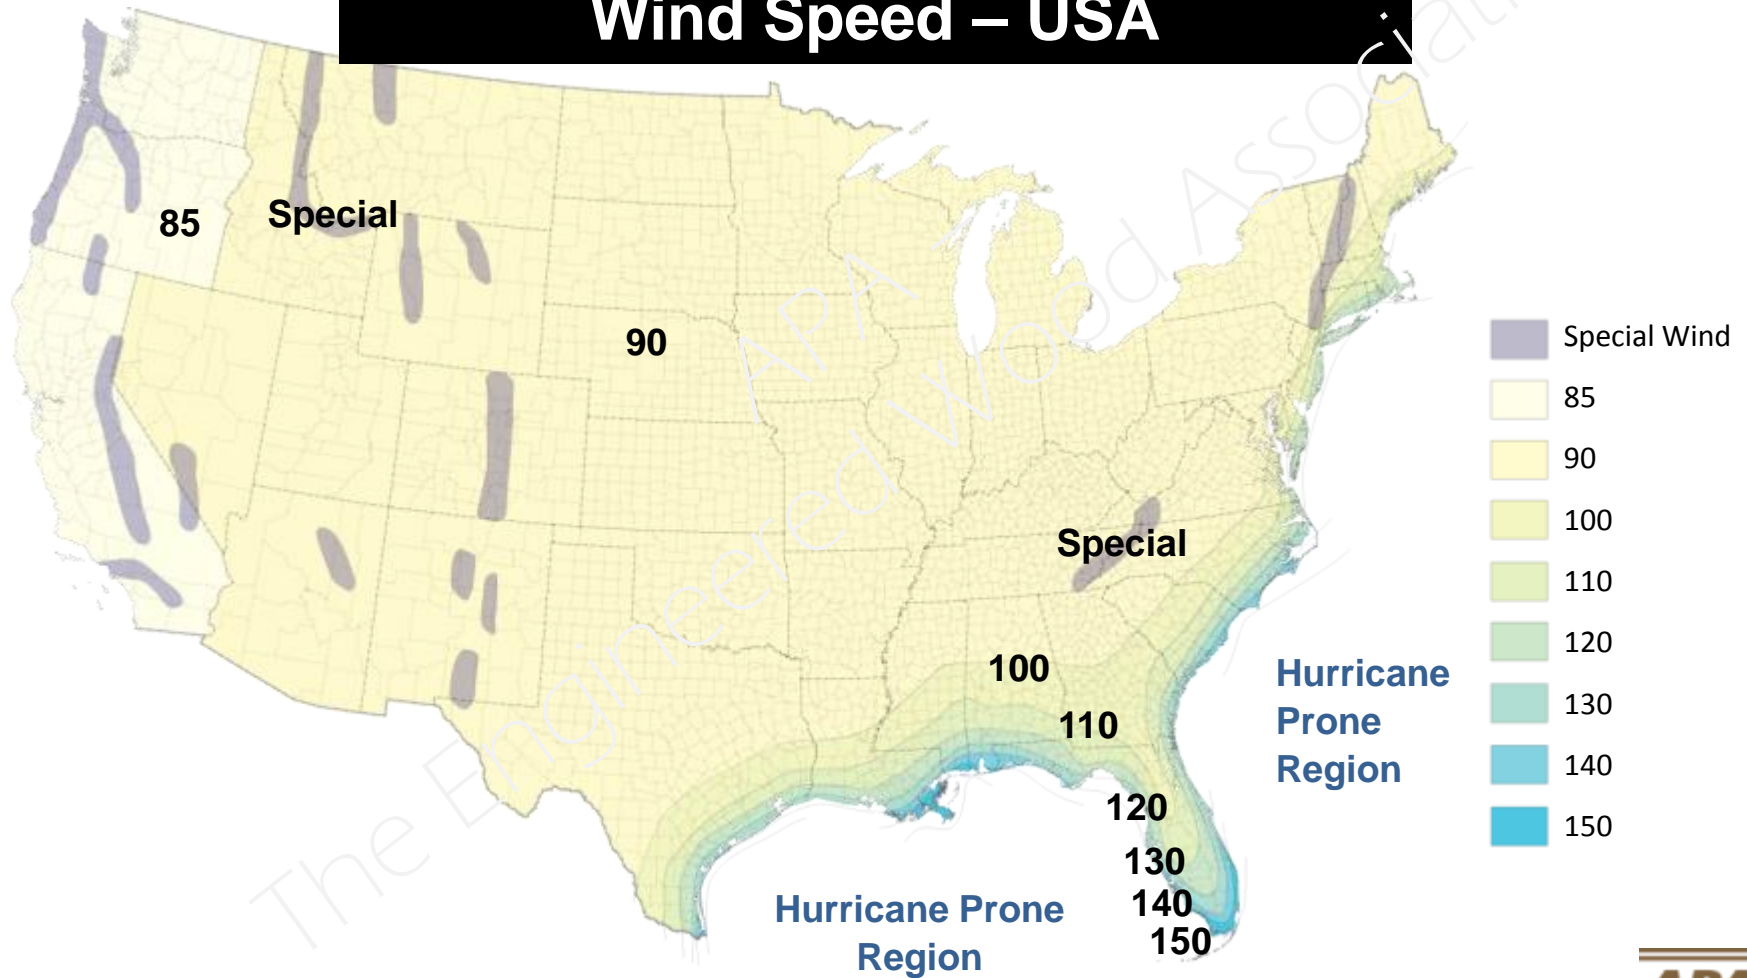 Wind Speed – USA
85
Special
90
Special
100
110
120
130
140
150
Hurricane
Prone
Region
Hurricane Prone
Region
Special Wind
85
90
100
110
120
130
140
150
APA
The Engineered Wood Association
APA